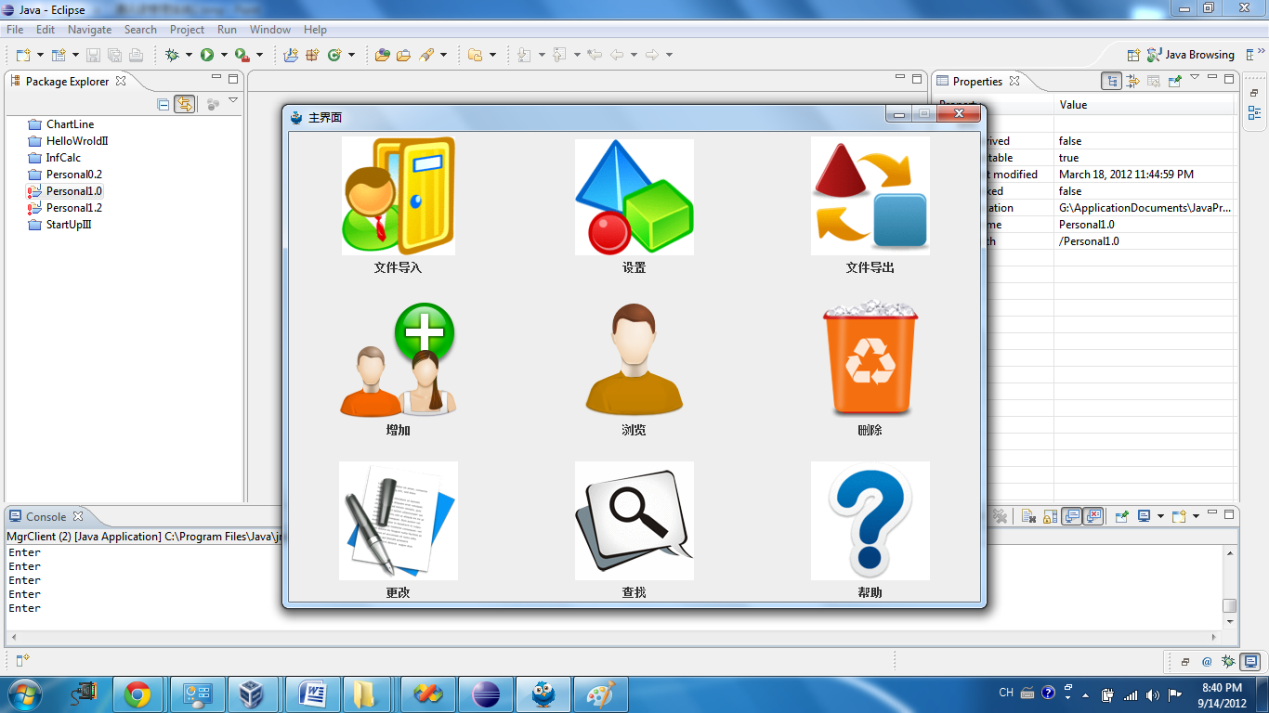 Java - Eclipse
File Edit Navigate Search Project Run Window Help
Java Browsing
Package Explorer
ChartLine
HelloWroldII
InfCalc
Personal0.2
Personal1.0
Personal1.2
StartUpIII
主界面
文件导入 设置 文件导出
增加 浏览 删除
更改 查找 帮助
Properties
Value
false
true
March 18, 2012 11:44:59 PM
false
G:\ApplicationDocuments\JavaPr...
Personal1.0
/Personal1.0
Console
MgrClient (2) [Java Application] C:\Program Files\Java\j
Enter
Enter
Enter
Enter
Enter
CH
8:40 PM
9/14/2012